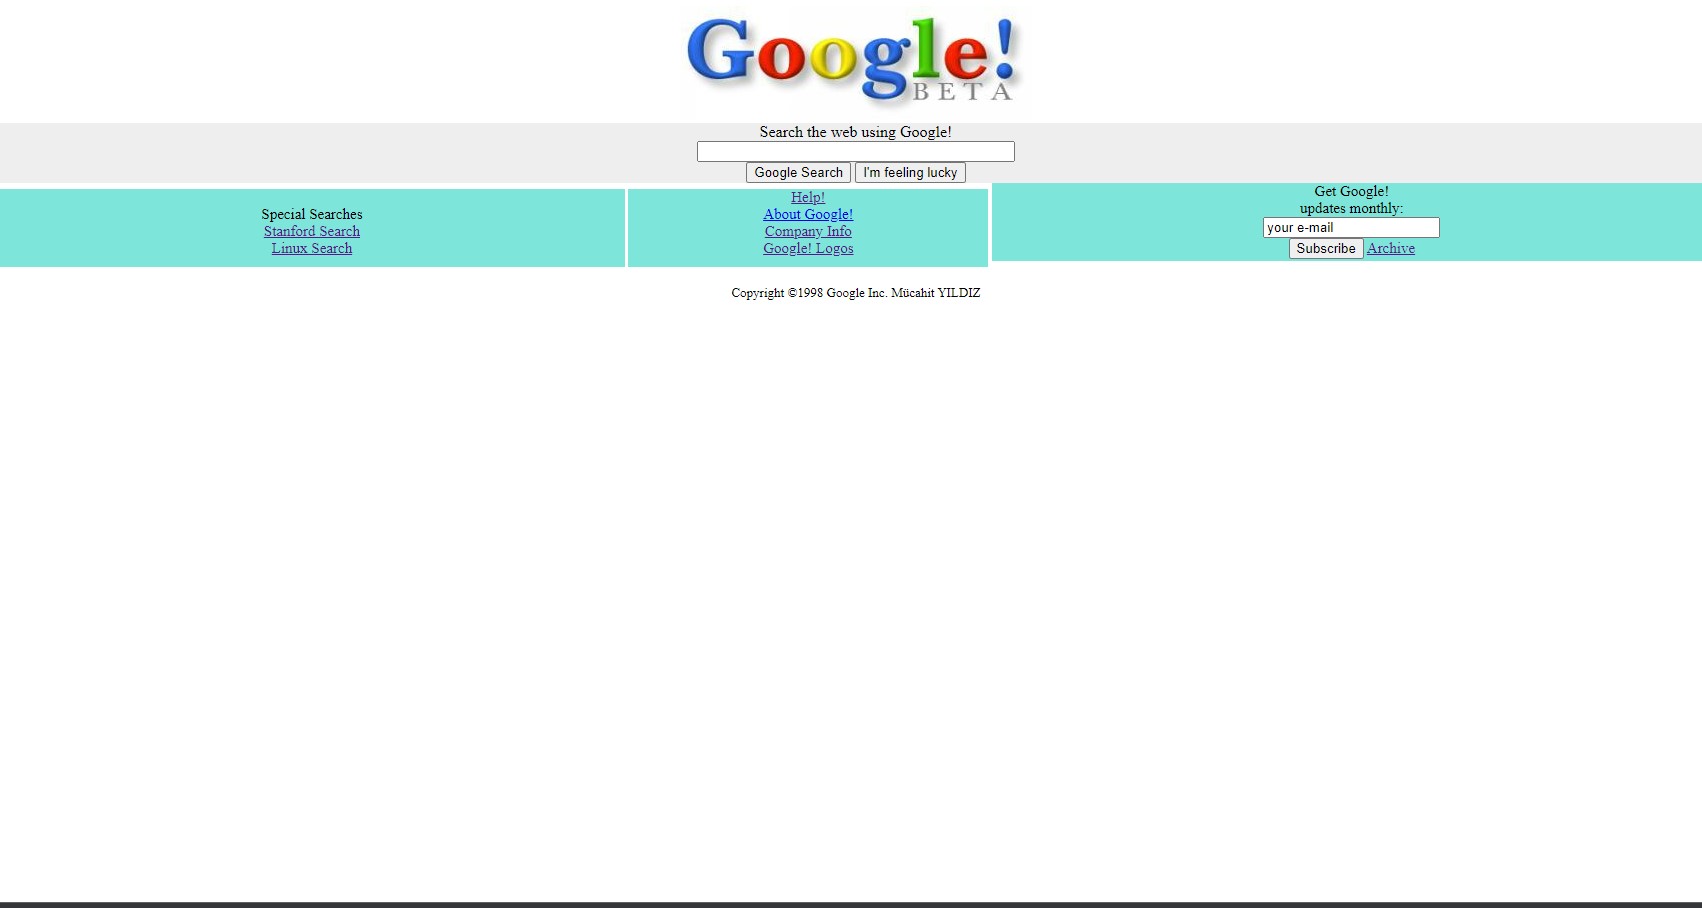 Google!
BETA
Search the web using Google!
Google Search I'm feeling lucky
Special Searches
Stanford Search
Linux Search
Help!
About Google!
Company Info
Google! Logos
Get Google!
updates monthly:
your e-mail
Subscribe Archive
Copyright ©1998 Google Inc. Mücahit YILDIZ